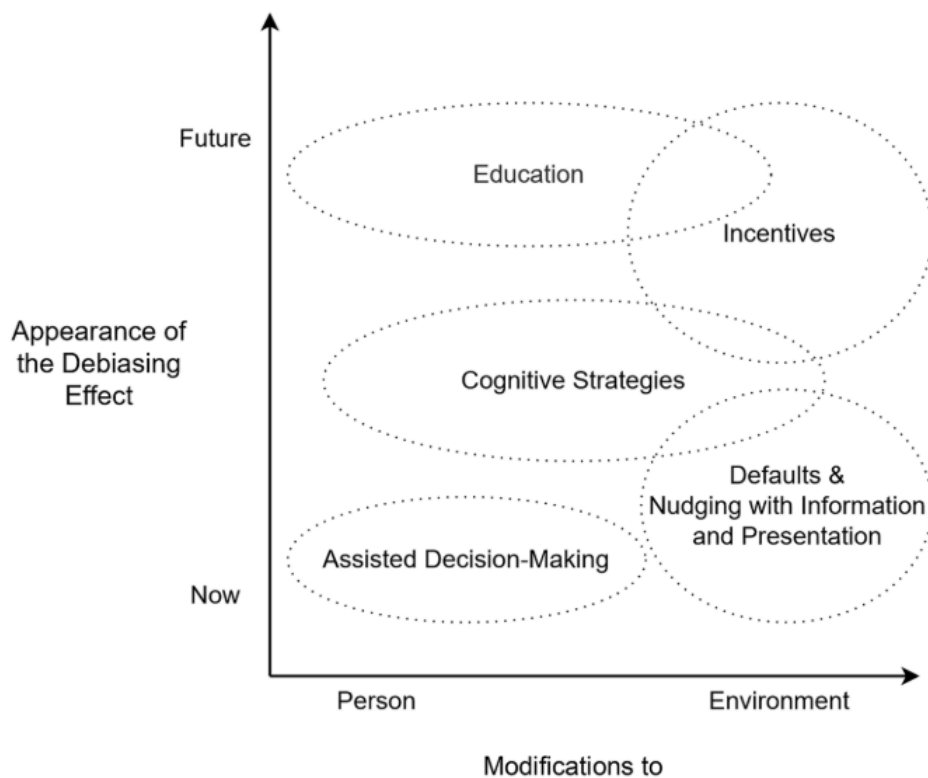 Future
Education
Incentives
Appearance of
the Debiasing
Effect
Cognitive Strategies
Defaults &
Nudging with Information
and Presentation
Assisted Decision-Making
Now
Person
Environment
Modifications to